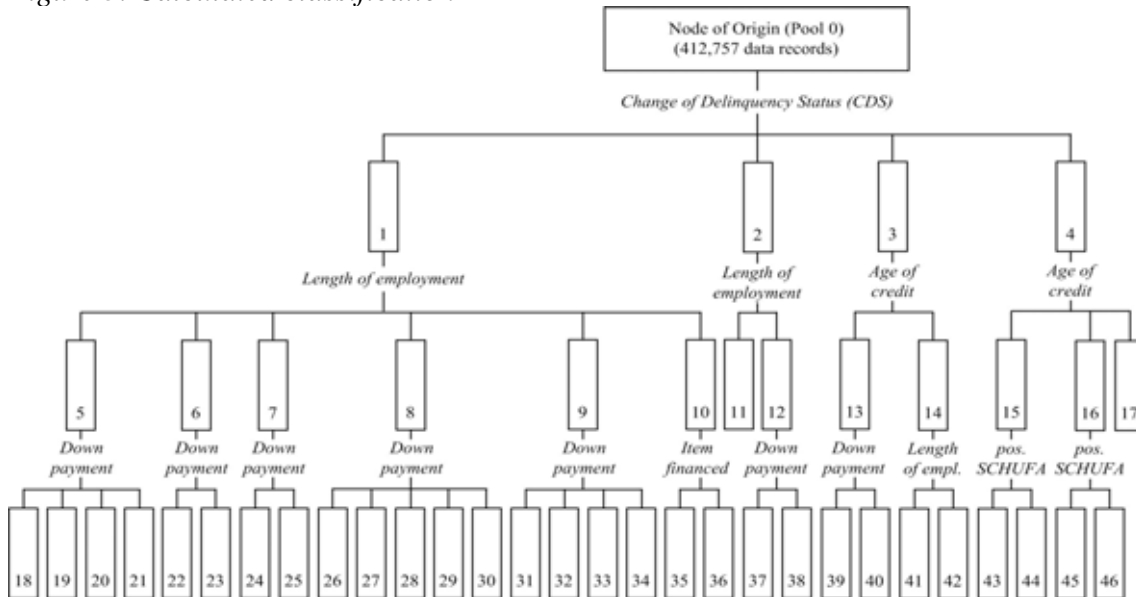 Node of Origin (Pool 0)
(412,757 data records)
Change of Delinquency Status (CDS)
1
2
3
4
Length of employment
Length of
employment
Age of
credit
Age of
credit
5
6
7
8
9
10
11
12
13
14
15
16
17
Down
payment
Down
payment
Down
payment
Down
payment
Down
payment
Item
financed
Down
payment
Down
payment
Length
of empl.
pos.
SCHUFA
pos.
SCHUFA
18
19
20
21
22
23
24
25
26
27
28
29
30
31
32
33
34
35
36
37
38
39
40
41
42
43
44
45
46